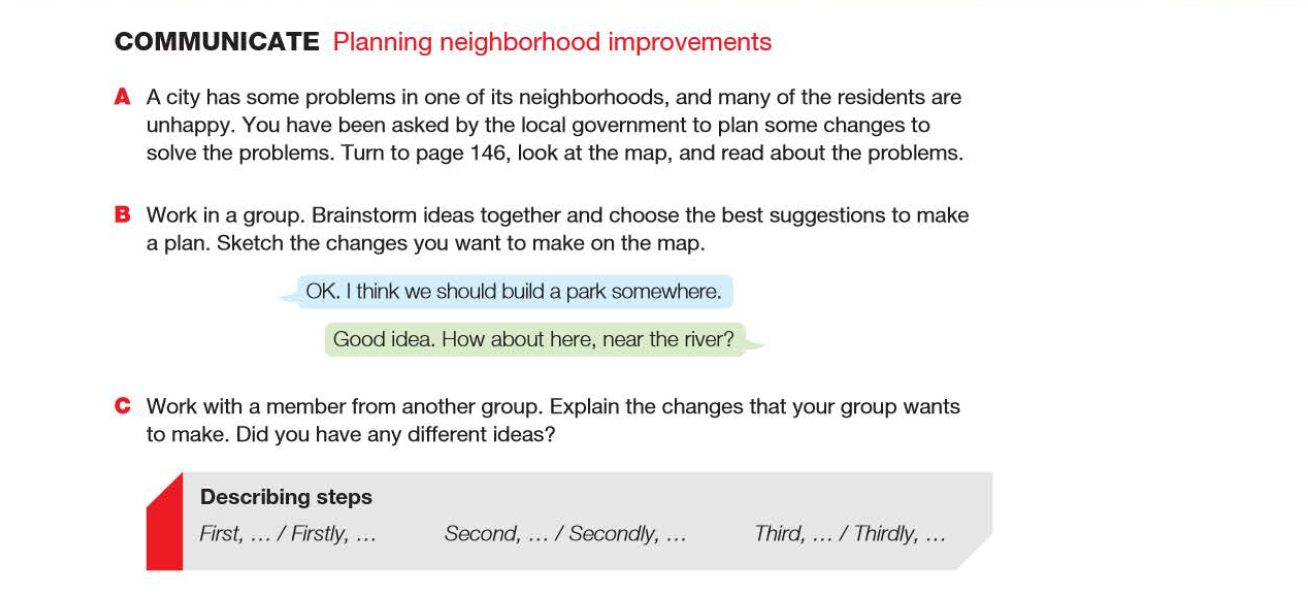 COMMUNICATE Planning neighborhood improvements
A A city has some problems in one of its neighborhoods, and many of the residents are
unhappy. You have been asked by the local government to plan some changes to
solve the problems. Turn to page 146, look at the map, and read about the problems.
B Work in a group. Brainstorm ideas together and choose the best suggestions to make
a plan. Sketch the changes you want to make on the map.
OK. I think we should build a park somewhere.
Good idea. How about here, near the river?
C Work with a member from another group. Explain the changes that your group wants
to make. Did you have any different ideas?
Describing steps
First, ... / Firstly, ... Second, ... / Secondly, ... Third, ... / Thirdly, ...